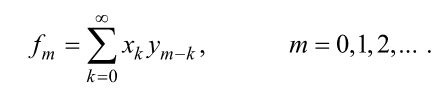 f_m = \sum_{k=0}^{\infty} x_k y_{m-k}, m = 0,1,2,... .